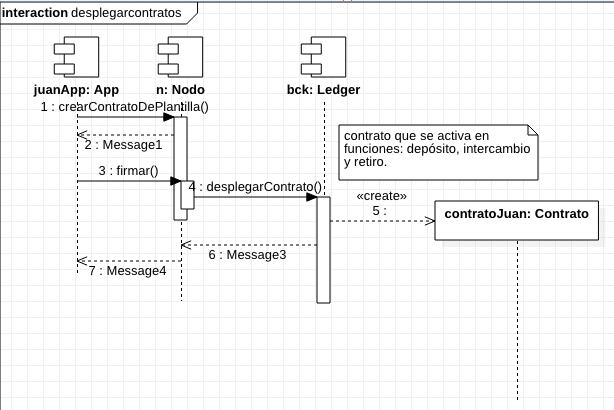 interaction desplegarcontratos
juanApp: App
n: Nodo
bck: Ledger
1 : crearContratoDePlantilla()
2 : Message1
contrato que se activa en
funciones: depósito, intercambio
y retiro.
3 : firmar()
4 : desplegarContrato()
«create»
5 :
contratoJuan: Contrato
6 : Message3
7 : Message4